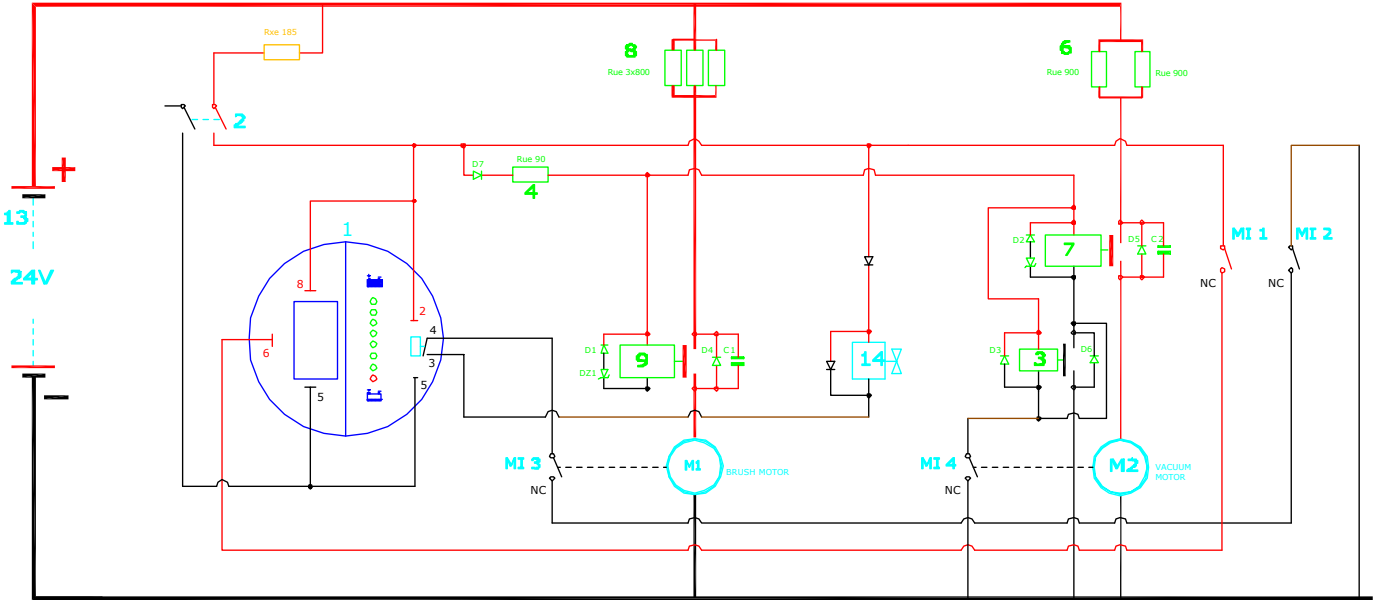 Rxe 185
8
Rue 3x800
6
Rue 900
Rue 900
2
+
13
24V
-
D7
Rue 90
4
1
8
6
5
2
4
3
5
D1
DZ1
9
D4
C1
14
D2
7
D5
C2
D3
3
D6
MI 1
MI 2
NC
NC
MI 3
NC
M1
BRUSH MOTOR
MI 4
NC
M2
VACUUM
MOTOR